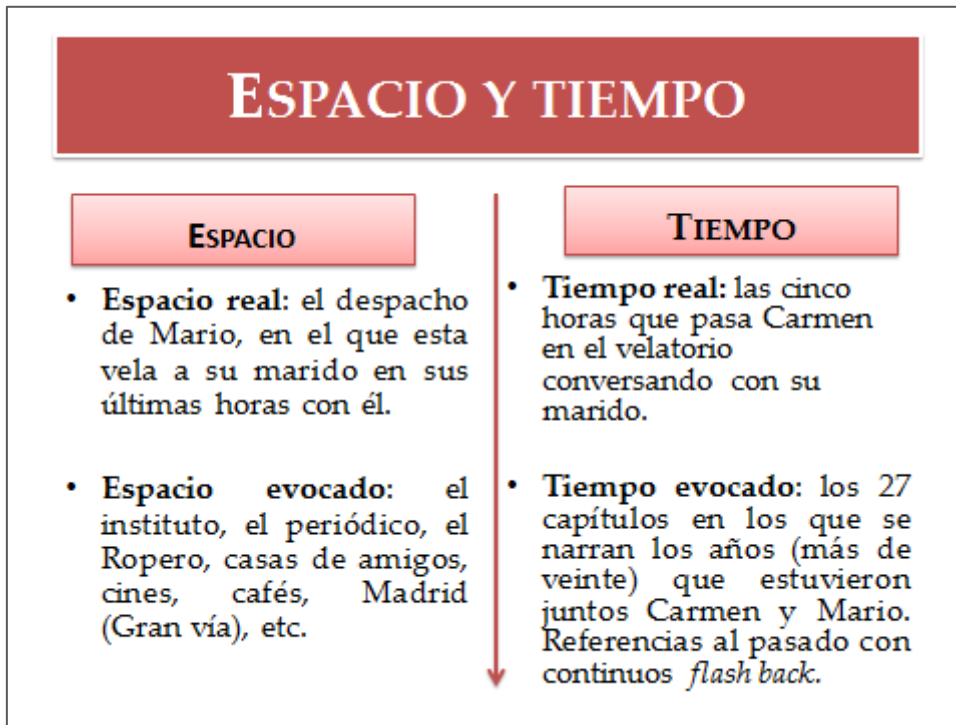 ESPACIO Y TIEMPO
ESPACIO
• Espacio real: el despacho
de Mario, en el que esta
vela a su marido en sus
últimas horas con él.
• Espacio evocado: el
instituto, el periódico, el
Ropero, casas de amigos,
cines, cafés, Madrid
(Gran vía), etc.
TIEMPO
• Tiempo real: las cinco
horas que pasa Carmen
en el velatorio
conversando con su
marido.
• Tiempo evocado: los 27
capítulos en los que se
narran los años (más de
veinte) que estuvieron
juntos Carmen y Mario.
Referencias al pasado con
continuos flash back.